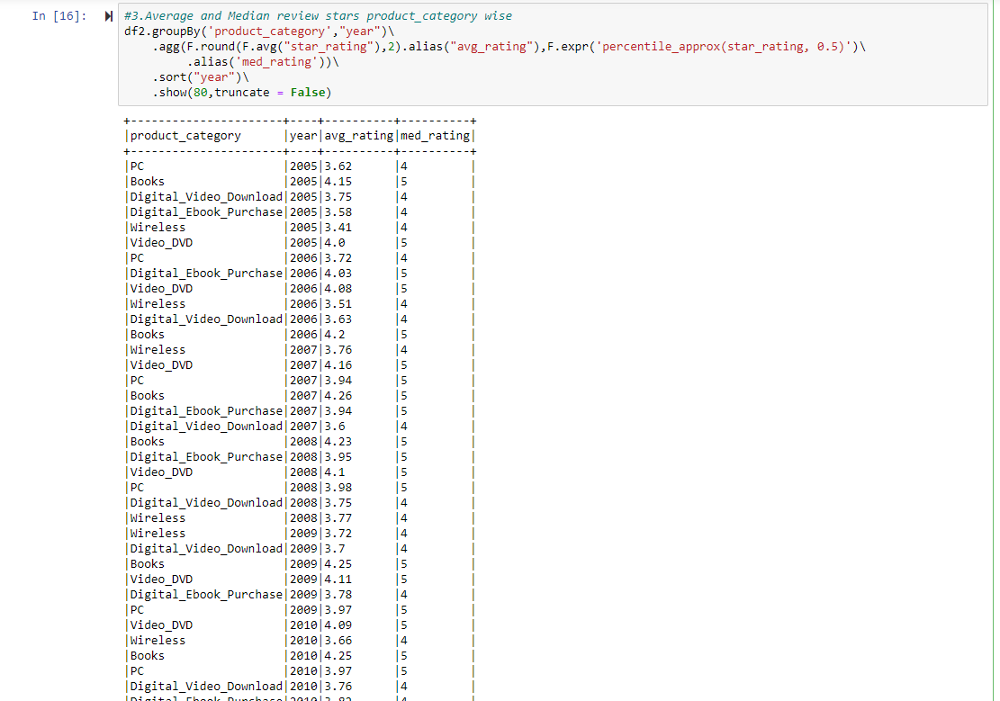 In [16]:
#3.Average and Median review stars product_category wise
df2.groupBy('product_category',"year")\
.agg(F.round(F.avg("star_rating"),2).alias("avg_rating"),F.expr('percentile_approx(star_rating, 0.5)')\
.alias('med_rating'))\
.sort("year")\
.show(80,truncate = False)
+----------------------+----+----------+----------+
|product_category      |year|avg_rating|med_rating|
+----------------------+----+----------+----------+
|PC                    |2005|3.62      |4         |
|Books                 |2005|4.15      |5         |
|Digital_Video_Download|2005|3.75      |4         |
|Digital_Ebook_Purchase|2005|3.58      |4         |
|Wireless              |2005|3.41      |4         |
|Video_DVD             |2005|4.0       |5         |
|PC                    |2006|3.72      |4         |
|Digital_Ebook_Purchase|2006|4.03      |5         |
|Video_DVD             |2006|4.08      |5         |
|Wireless              |2006|3.51      |4         |
|Digital_Video_Download|2006|3.63      |4         |
|Books                 |2006|4.2       |5         |
|Wireless              |2007|3.76      |4         |
|Video_DVD             |2007|4.16      |5         |
|PC                    |2007|3.94      |5         |
|Books                 |2007|4.26      |5         |
|Digital_Ebook_Purchase|2007|3.94      |5         |
|Digital_Video_Download|2007|3.6       |4         |
|Books                 |2008|4.23      |5         |
|Digital_Ebook_Purchase|2008|3.95      |5         |
|Video_DVD             |2008|4.1       |5         |
|PC                    |2008|3.98      |5         |
|Digital_Video_Download|2008|3.75      |4         |
|Wireless              |2008|3.77      |4         |
|Wireless              |2009|3.72      |4         |
|Digital_Video_Download|2009|3.7       |4         |
|Books                 |2009|4.25      |5         |
|Video_DVD             |2009|4.11      |5         |
|Digital_Ebook_Purchase|2009|3.78      |4         |
|PC                    |2009|3.97      |5         |
|Video_DVD             |2010|4.09      |5         |
|Wireless              |2010|3.66      |4         |
|Books                 |2010|4.25      |5         |
|PC                    |2010|3.97      |5         |
|Digital_Video_Download|2010|3.76      |4         |